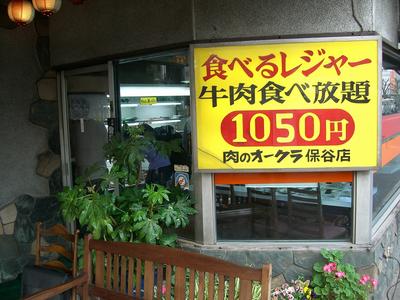 食べるレジャー
牛肉食べ放題
1050円
肉のオークラ 保谷店